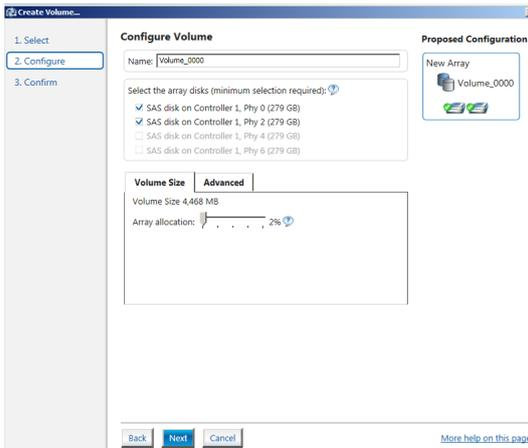 Create Volume...
1. Select
2. Configure
3. Confirm
Configure Volume
Name: Volume_0000
Select the array disks (minimum selection required):
SAS disk on Controller 1, Phy 0 (279 GB)
SAS disk on Controller 1, Phy 2 (279 GB)
SAS disk on Controller 1, Phy 4 (279 GB)
SAS disk on Controller 1, Phy 6 (279 GB)
Volume Size Advanced
Volume Size 4,468 MB
Array allocation: 2%
Proposed Configuration
New Array
Volume_0000
Back Next Cancel
More help on this page